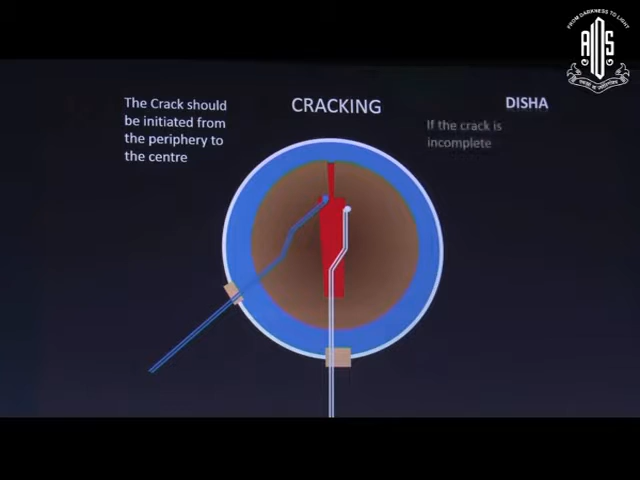 FROM DARKNESS TO LIGHT
AIOS
CRACKING
DISHA
The Crack should
be initiated from
the periphery to
the centre
If the crack is
incomplete